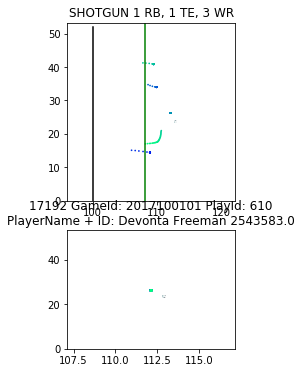 SHOTGUN 1 RB, 1 TE, 3 WR
50
40
30
20
10
0
100 110 120
17192 GameId: 2017100101 PlayId: 610
PlayerName + ID: Devonta Freeman 2543583.0
40
20
0
107.5 110.0 112.5 115.0